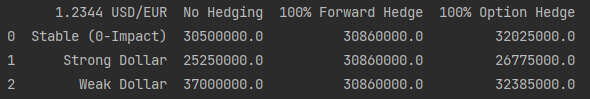 1.2344 USD/EUR No Hedging 100% Forward Hedge 100% Option Hedge
0 Stable (0-Impact) 30500000.0 30860000.0 32025000.0
1 Strong Dollar 25250000.0 30860000.0 26775000.0
2 Weak Dollar 37000000.0 30860000.0 32385000.0